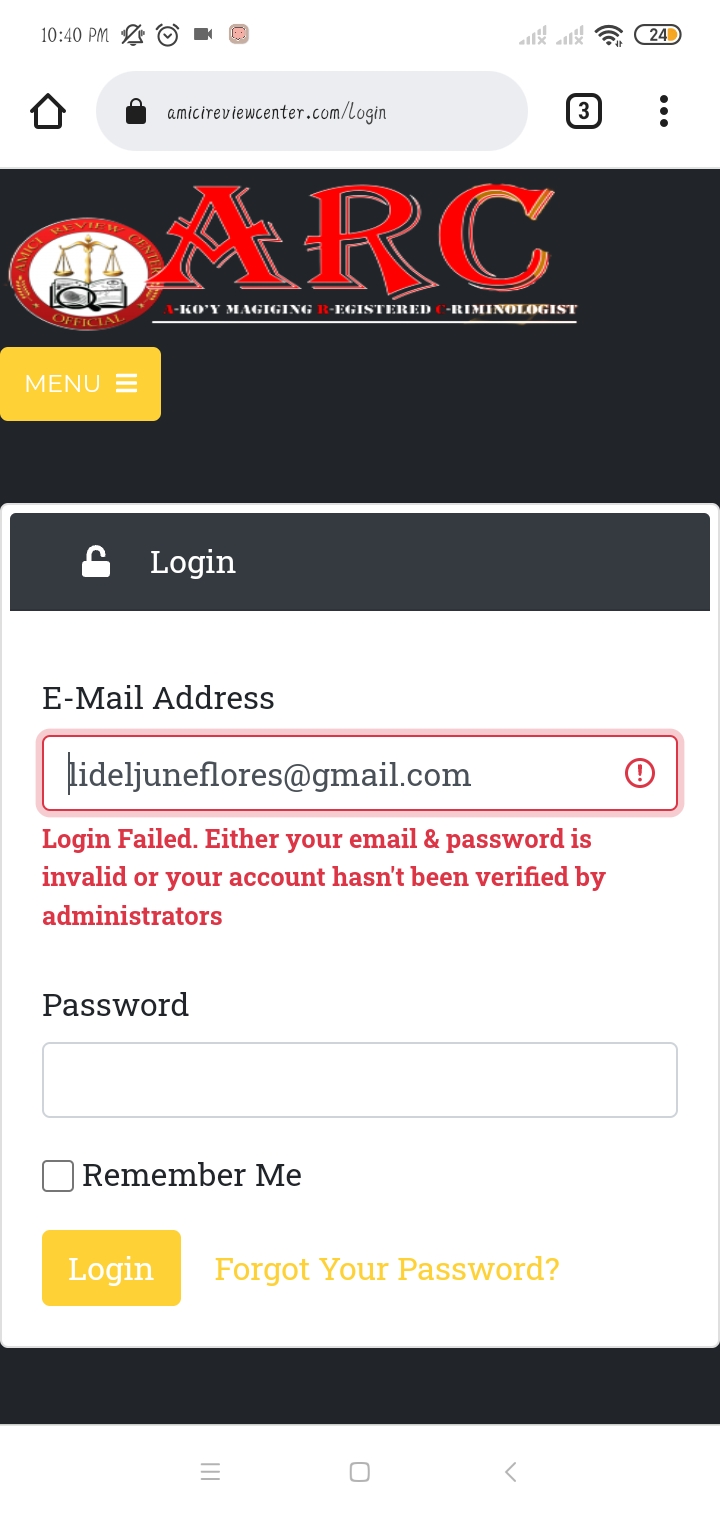 10:40 PM
24
amicireviewcenter.com/login
3
ARC
AMICI REVIEW CENTER
OFFICIAL
A-KO'Y MAGIGING R-EGISTERED C-RIMINOLOGIST
MENU
Login
E-Mail Address
lideljuneflores@gmail.com
Login Failed. Either your email & password is
invalid or your account hasn't been verified by
administrators
Password
Remember Me
Login Forgot Your Password?